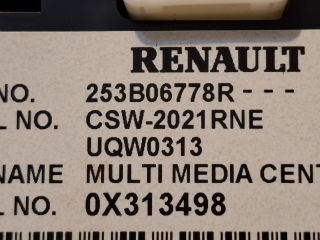 RENAULT
NO. 253B06778R---
L NO. CSW-2021RNE
UQW0313
NAME MULTI MEDIA CENT
L NO. 0X313498